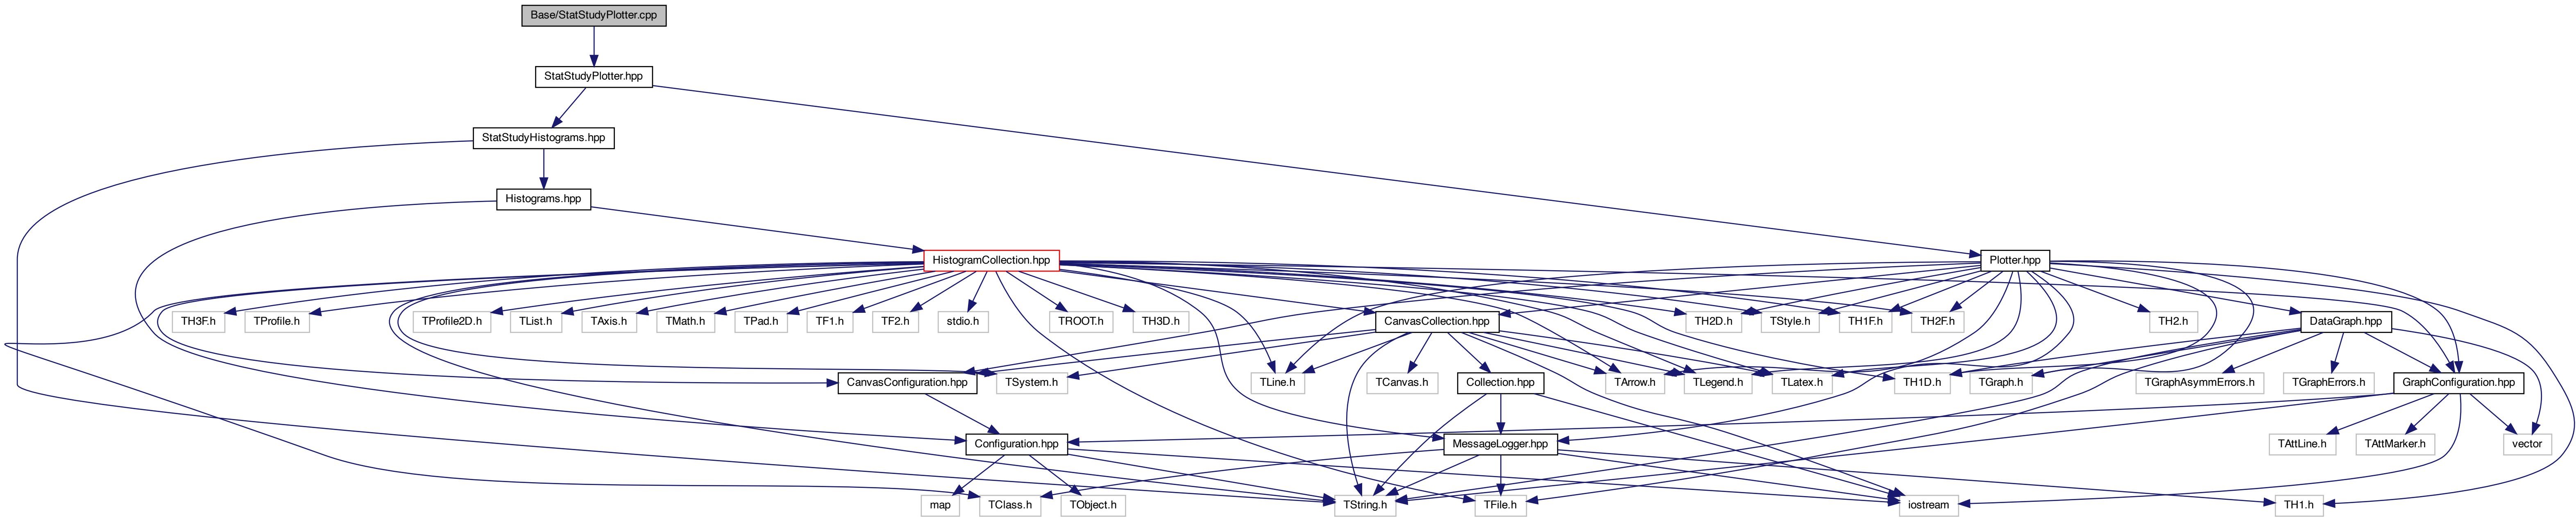 Base/StatStudyPlotter.cpp
StatStudyPlotter.hpp
StatStudyHistograms.hpp
Histograms.hpp
HistogramCollection.hpp
Plotter.hpp
TH3F.h
TProfile.h
TProfile2D.h
TList.h
TAxis.h
TMath.h
TPad.h
TF1.h
TF2.h
stdio.h
TROOT.h
TH3D.h
CanvasCollection.hpp
TH2D.h
TStyle.h
TH1F.h
TH2F.h
TH2.h
DataGraph.hpp
CanvasConfiguration.hpp
TSystem.h
TLine.h
TCanvas.h
Collection.hpp
TArrow.h
TLegend.h
TLatex.h
TH1D.h
TGraph.h
TGraphAsymmErrors.h
TGraphErrors.h
GraphConfiguration.hpp
Configuration.hpp
MessageLogger.hpp
TAttLine.h
TAttMarker.h
vector
map
TClass.h
TObject.h
TString.h
TFile.h
iostream
TH1.h